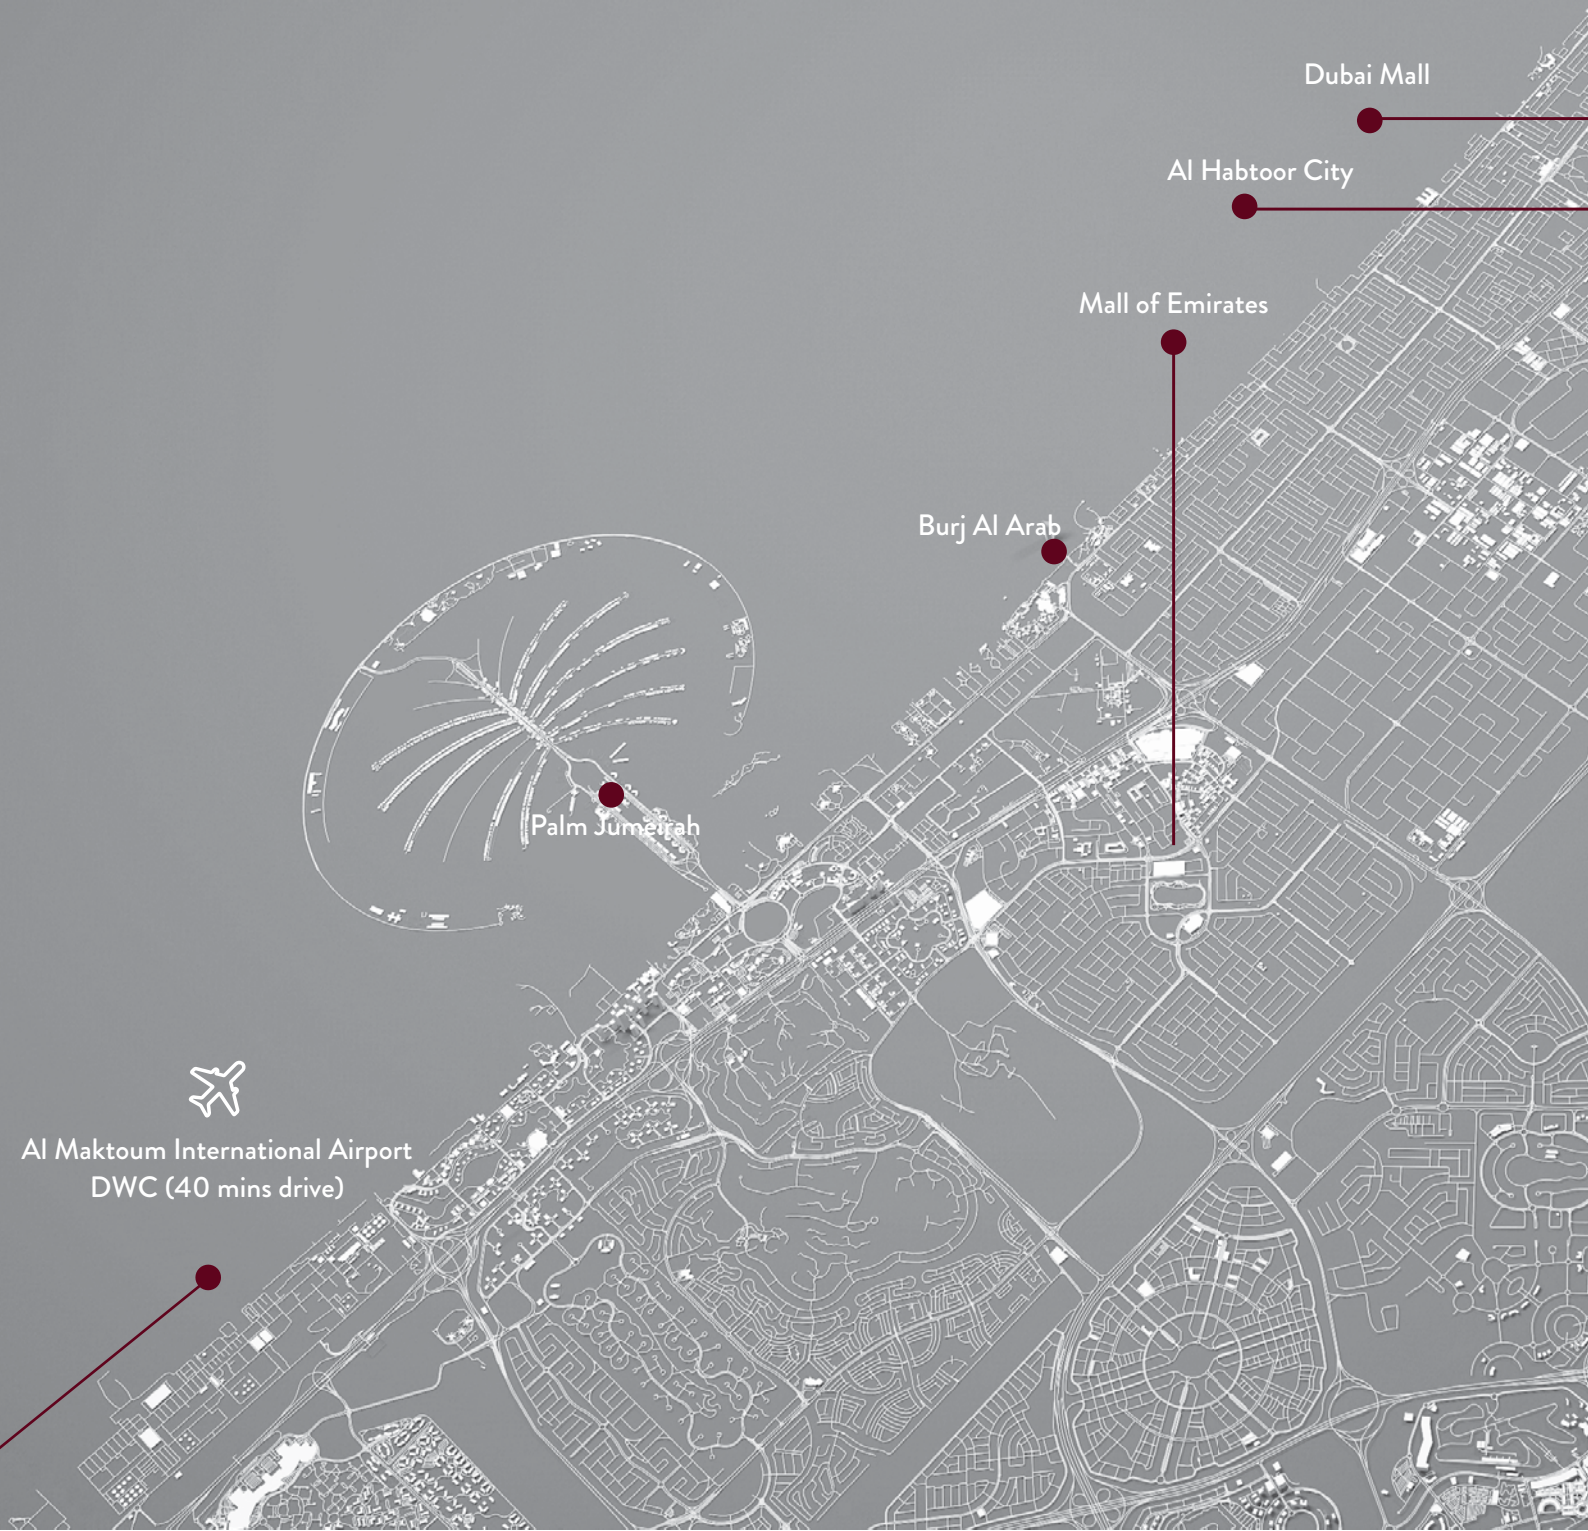 Dubai Mall
Al Habtoor City
Mall of Emirates
Burj Al Arab
Palm Jumeirah
Al Maktoum International Airport
DWC (40 mins drive)